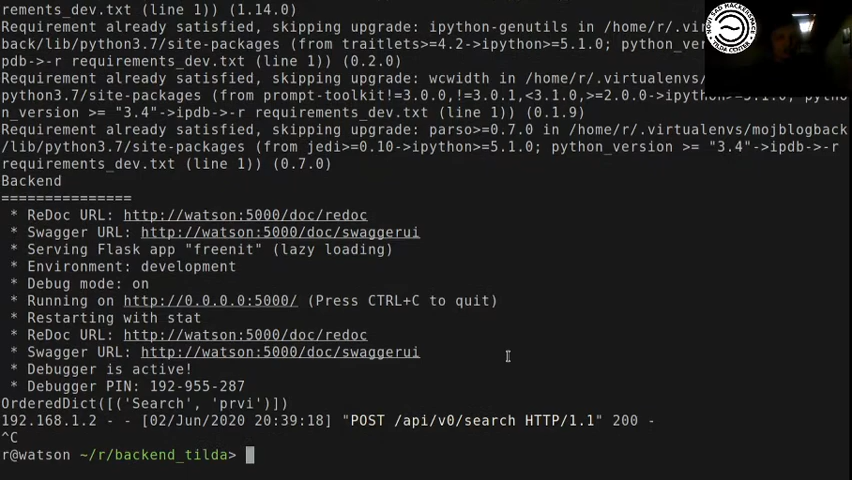 rements_dev.txt (line 1)) (1.14.0)
Requirement already satisfied, skipping upgrade: ipython-genutils in /home/r/.virtualenvs/
back/lib/python3.7/site-packages (from traitlets>=4.2->ipython>=5.1.0; python_ver
pdb->-r requirements_dev.txt (line 1)) (0.2.0)
Requirement already satisfied, skipping upgrade: wcwidth in /home/r/.virtualenvs/
python3.7/site-packages (from prompt-toolkit!=3.0.0,!=3.0.1,<3.1.0,>=2.0.0->ipython>=5.1.0; pytho
n_version >= "3.4"->ipdb->-r requirements_dev.txt (line 1)) (0.1.9)
Requirement already satisfied, skipping upgrade: parso>=0.7.0 in /home/r/.virtualenvs/mojblogback
/lib/python3.7/site-packages (from jedi>=0.10->ipython>=5.1.0; python_version >= "3.4"->ipdb->-r
requirements_dev.txt (line 1)) (0.7.0)
Backend
===============
* ReDoc URL: http://watson:5000/doc/redoc
* Swagger URL: http://watson:5000/doc/swaggerui
* Serving Flask app "freenit" (lazy loading)
* Environment: development
* Debug mode: on
* Running on http://0.0.0.0:5000/ (Press CTRL+C to quit)
* Restarting with stat
* ReDoc URL: http://watson:5000/doc/redoc
* Swagger URL: http://watson:5000/doc/swaggerui
* Debugger is active!
* Debugger PIN: 192-955-287
OrderedDict([('Search', 'prvi')])
192.168.1.2 - - [02/Jun/2020 20:39:18] "POST /api/v0/search HTTP/1.1" 200 -
^C
r@watson ~/r/backend_tilda>